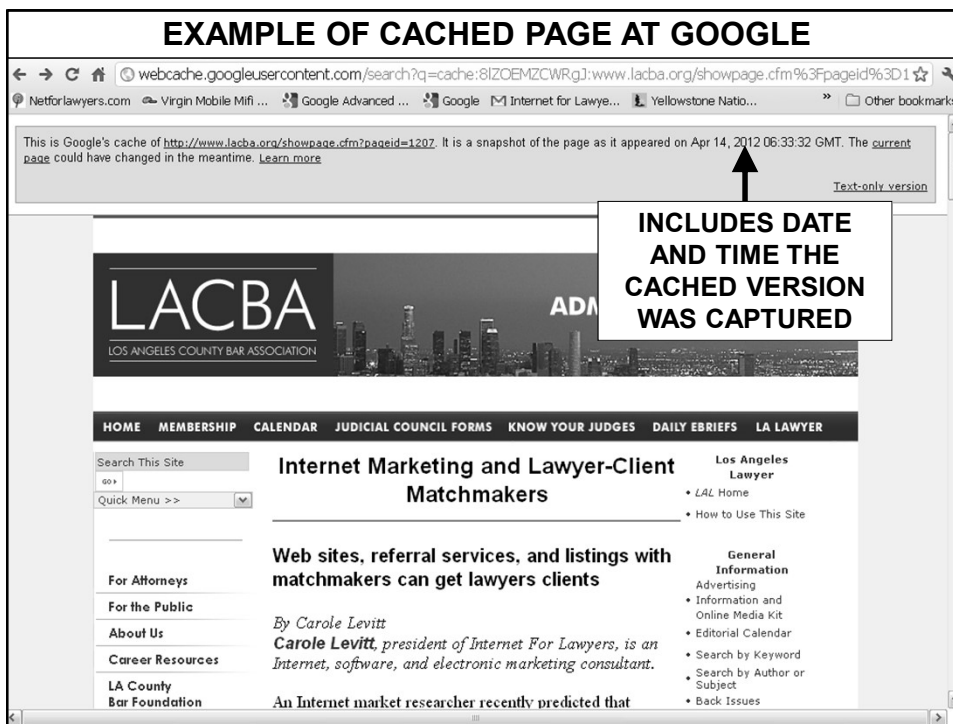 EXAMPLE OF CACHED PAGE AT GOOGLE
webcache.googleusercontent.com/search?q=cache:8lZOEMZCWRgJ:www.lacba.org/showpage.cfm%3Fpageid%3D1
Netforlawyers.com Virgin Mobile Mifi ... Google Advanced ... Google Internet for Lawye... Yellowstone Natio... » Other bookmarks
This is Google's cache of http://www.lacba.org/showpage.cfm?pageid=1207. It is a snapshot of the page as it appeared on Apr 14, 2012 06:33:32 GMT. The current
page could have changed in the meantime. Learn more
Text-only version
INCLUDES DATE
AND TIME THE
CACHED VERSION
WAS CAPTURED
LACBA
LOS ANGELES COUNTY BAR ASSOCIATION
HOME MEMBERSHIP CALENDAR JUDICIAL COUNCIL FORMS KNOW YOUR JUDGES DAILY EBRIEFS LA LAWYER
Search This Site
GO
Quick Menu >>
For Attorneys
For the Public
About Us
Career Resources
LA County
Bar Foundation
Internet Marketing and Lawyer-Client
Matchmakers
Web sites, referral services, and listings with
matchmakers can get lawyers clients
By Carole Levitt
Carole Levitt, president of Internet For Lawyers, is an
Internet, software, and electronic marketing consultant.
An Internet market researcher recently predicted that
Los Angeles
Lawyer
• LAL Home
• How to Use This Site
General
Information
Advertising
• Information and
Online Media Kit
• Editorial Calendar
• Search by Keyword
• Search by Author or
Subject
• Back Issues